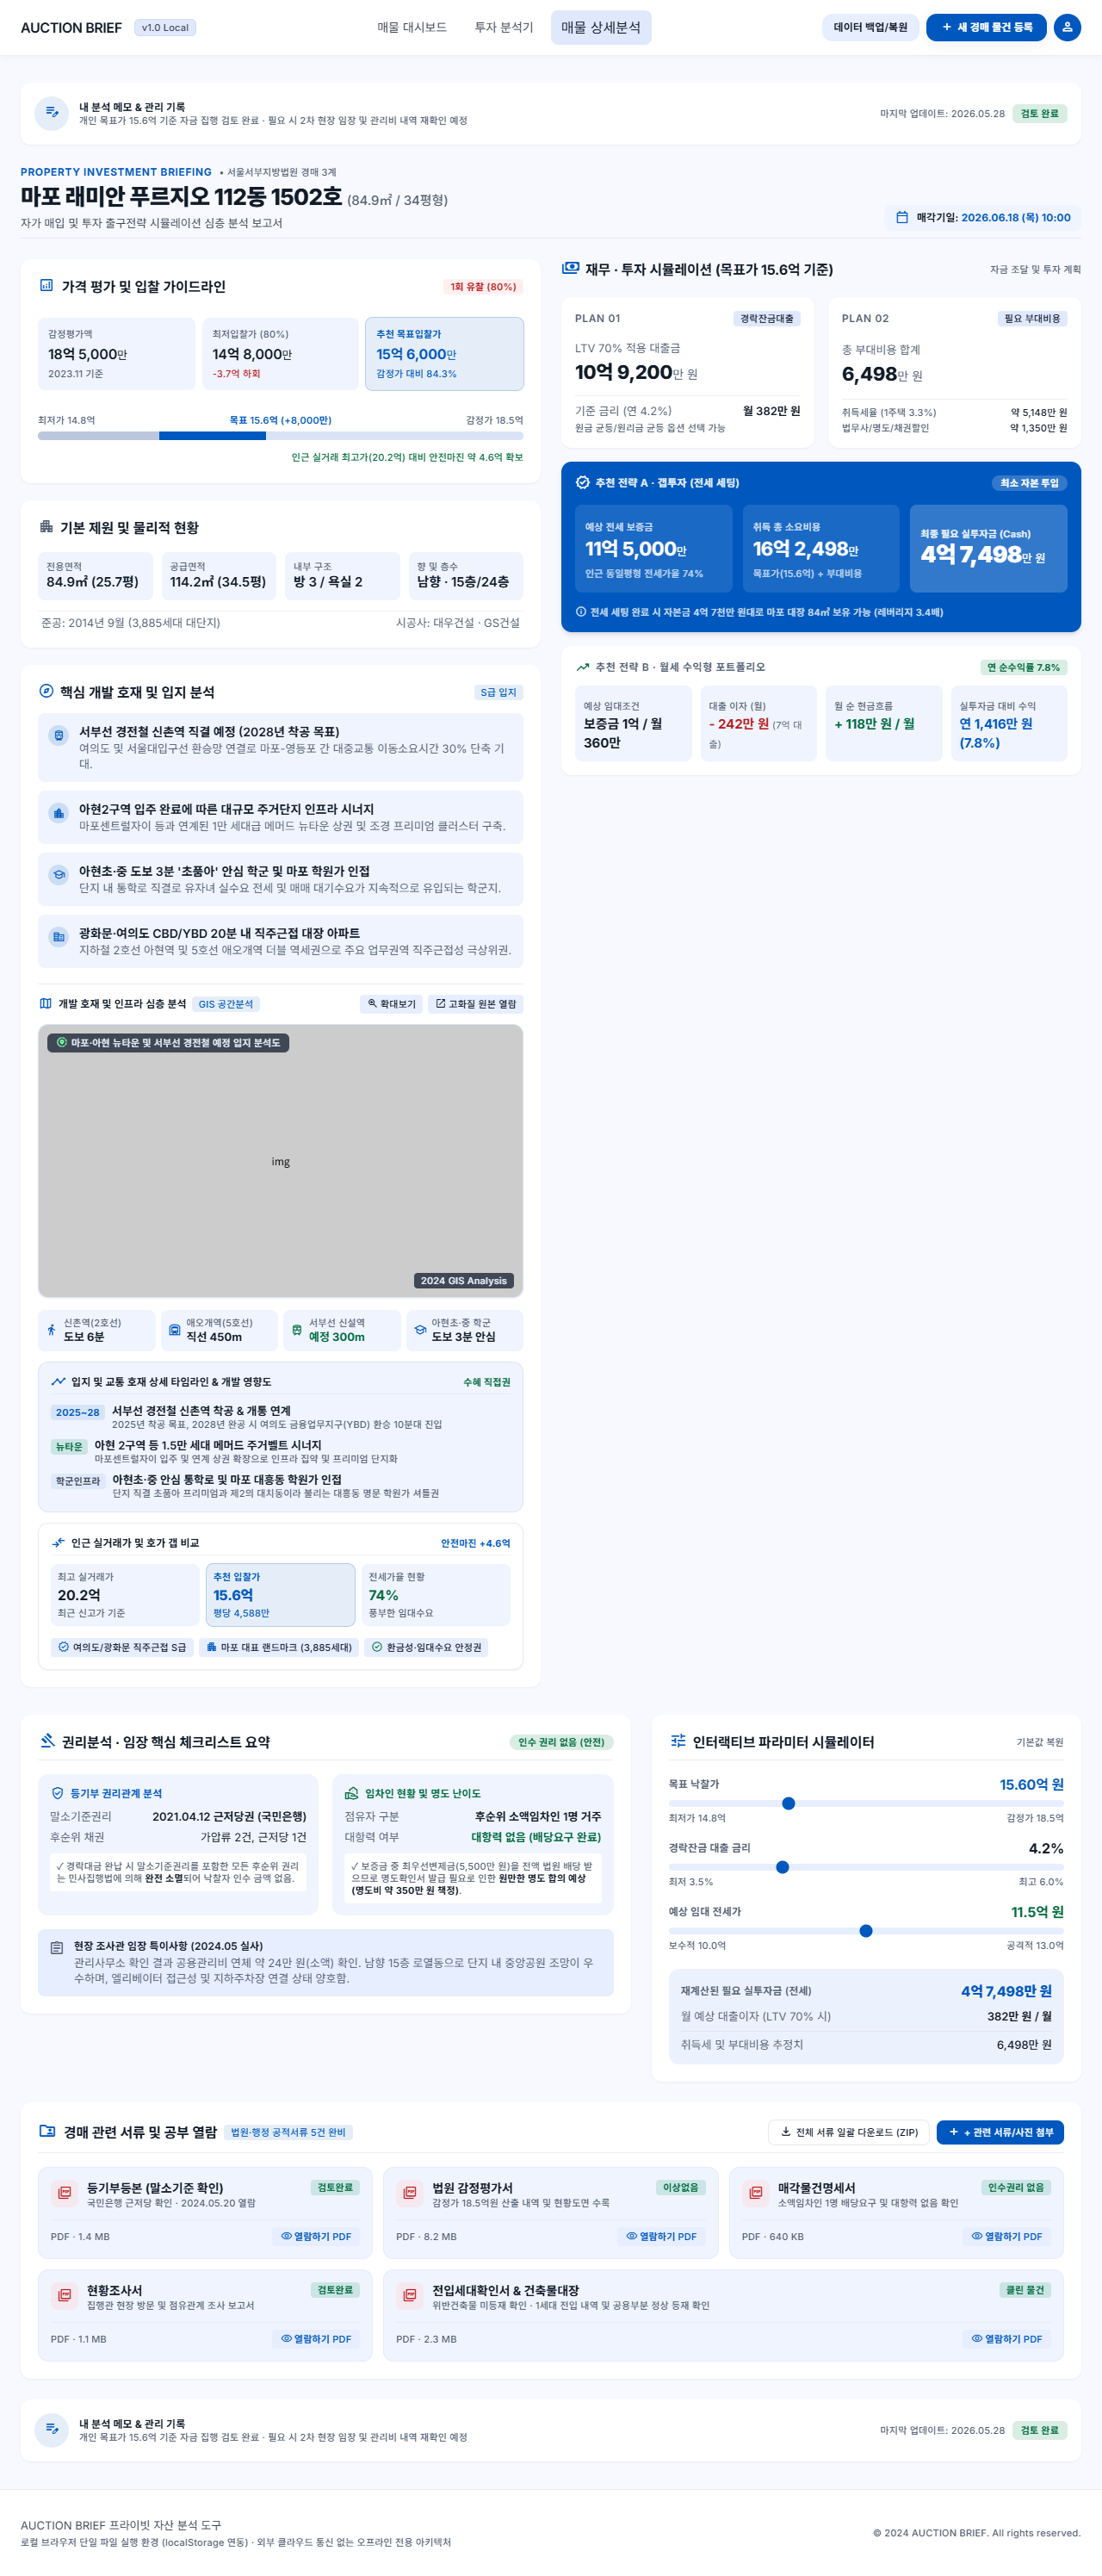 AUCTION BRIEF
v1.0 Local
매물 대시보드
투자 분석기
매물 상세분석
데이터 백업/복원
+ 새 경매 물건 등록
내 분석 메모 & 관리 기록
개인 목표가 15.6억 기준 자금 집행 검토 완료 · 필요 시 2차 현장 임장 및 관리비 내역 재확인 예정
마지막 업데이트: 2026.05.28
검토 완료
PROPERTY INVESTMENT BRIEFING • 서울서부지방법원 경매 3계
마포 래미안 푸르지오 112동 1502호 (84.9㎡ / 34평형)
자가 매입 및 투자 출구전략 시뮬레이션 심층 분석 보고서
매각기일: 2026.06.18 (목) 10:00
가격 평가 및 입찰 가이드라인
1회 유찰 (80%)
감정평가액
18억 5,000만
2023.11 기준
최저입찰가 (80%)
14억 8,000만
-3.7억 하회
추천 목표입찰가
15억 6,000만
감정가 대비 84.3%
최저가 14.8억
목표 15.6억 (+8,000만)
감정가 18.5억
인근 실거래 최고가(20.2억) 대비 안전마진 약 4.6억 확보
기본 제원 및 물리적 현황
전용면적
84.9㎡ (25.7평)
공급면적
114.2㎡ (34.5평)
내부 구조
방 3 / 욕실 2
향 및 층수
남향 · 15층/24층
준공: 2014년 9월 (3,885세대 대단지)
시공사: 대우건설 · GS건설
핵심 개발 호재 및 입지 분석
S급 입지
서부선 경전철 신촌역 직결 예정 (2028년 착공 목표)
여의도 및 서울대입구선 환승망 연결로 마포-영등포 간 대중교통 이동소요시간 30% 단축 기
대.
아현2구역 입주 완료에 따른 대규모 주거단지 인프라 시너지
마포센트럴자이 등과 연계된 1만 세대급 메머드 뉴타운 상권 및 조경 프리미엄 클러스터 구축.
아현초·중 도보 3분 '초품아' 안심 학군 및 마포 학원가 인접
단지 내 통학로 직결로 유자녀 실수요 전세 및 매매 대기수요가 지속적으로 유입되는 학군지.
광화문·여의도 CBD/YBD 20분 내 직주근접 대장 아파트
지하철 2호선 아현역 및 5호선 애오개역 더블 역세권으로 주요 업무권역 직주근접성 극상위권.
개발 호재 및 인프라 심층 분석
GIS 공간분석
확대보기
고화질 원본 열람
마포·아현 뉴타운 및 서부선 경전철 예정 입지 분석도
img
2024 GIS Analysis
신촌역(2호선)
도보 6분
애오개역(5호선)
직선 450m
서부선 신설역
예정 300m
아현초·중 학군
도보 3분 안심
입지 및 교통 호재 상세 타임라인 & 개발 영향도
수혜 직접권
2025~28
서부선 경전철 신촌역 착공 & 개통 연계
2025년 착공 목표, 2028년 완공 시 여의도 금융업무지구(YBD) 환승 10분대 진입
뉴타운
아현 2구역 등 1.5만 세대 메머드 주거벨트 시너지
마포센트럴자이 입주 및 연계 상권 확장으로 인프라 집약 및 프리미엄 단지화
학군인프라
아현초·중 안심 통학로 및 마포 대흥동 학원가 인접
단지 직결 초품아 프리미엄과 제2의 대치동이라 불리는 대흥동 명문 학원가 셔틀권
인근 실거래가 및 호가 갭 비교
안전마진 +4.6억
최고 실거래가
20.2억
최근 신고가 기준
추천 입찰가
15.6억
평당 4,588만
전세가율 현황
74%
풍부한 임대수요
여의도/광화문 직주근접 S급
마포 대표 랜드마크 (3,885세대)
환금성·임대수요 안정권
재무 · 투자 시뮬레이션 (목표가 15.6억 기준)
자금 조달 및 투자 계획
PLAN 01
경락잔금대출
LTV 70% 적용 대출금
10억 9,200만 원
기준 금리 (연 4.2%)
월 382만 원
원금 균등/원리금 균등 옵션 선택 가능
PLAN 02
필요 부대비용
총 부대비용 합계
6,498만 원
취득세율 (1주택 3.3%)
약 5,148만 원
법무사/명도/채권할인
약 1,350만 원
추천 전략 A · 갭투자 (전세 세팅)
최소 자본 투입
예상 전세 보증금
11억 5,000만
인근 동일평형 전세가율 74%
취득 총 소요비용
16억 2,498만
목표가(15.6억) + 부대비용
최종 필요 실투자금 (Cash)
4억 7,498만 원
전세 세팅 완료 시 자본금 4억 7천만 원대로 마포 대장 84㎡ 보유 가능 (레버리지 3.4배)
추천 전략 B · 월세 수익형 포트폴리오
연 순수익률 7.8%
예상 임대조건
보증금 1억 / 월
360만
대출 이자 (월)
- 242만 원 (7억 대
출)
월 순 현금흐름
+ 118만 원 / 월
실투자금 대비 수익
연 1,416만 원
(7.8%)
권리분석 · 임장 핵심 체크리스트 요약
인수 권리 없음 (안전)
등기부 권리관계 분석
말소기준권리
2021.04.12 근저당권 (국민은행)
후순위 채권
가압류 2건, 근저당 1건
✓ 경락대금 완납 시 말소기준권리를 포함한 모든 후순위 권리
는 민사집행법에 의해 완전 소멸되어 낙찰자 인수 금액 없음.
임차인 현황 및 명도 난이도
점유자 구분
후순위 소액임차인 1명 거주
대항력 여부
대항력 없음 (배당요구 완료)
✓ 보증금 중 최우선변제금(5,500만 원)을 전액 법원 배당 받
으므로 명도확인서 발급 필요로 인한 원만한 명도 합의 예상
(명도비 약 350만 원 책정).
현장 조사관 임장 특이사항 (2024.05 실사)
관리사무소 확인 결과 공용관리비 연체 약 24만 원(소액) 확인. 남향 15층 로열동으로 단지 내 중앙공원 조망이 우
수하며, 엘리베이터 접근성 및 지하주차장 연결 상태 양호함.
인터랙티브 파라미터 시뮬레이터
기본값 복원
목표 낙찰가
15.60억 원
최저가 14.8억
감정가 18.5억
경락잔금 대출 금리
4.2%
최저 3.5%
최고 6.0%
예상 임대 전세가
11.5억 원
보수적 10.0억
공격적 13.0억
재계산된 필요 실투자금 (전세)
4억 7,498만 원
월 예상 대출이자 (LTV 70% 시)
382만 원 / 월
취득세 및 부대비용 추정치
6,498만 원
경매 관련 서류 및 공부 열람
법원·행정 공적서류 5건 완비
전체 서류 일괄 다운로드 (ZIP)
+ + 관련 서류/사진 첨부
등기부등본 (말소기준 확인)
국민은행 근저당 확인 · 2024.05.20 열람
검토완료
PDF · 1.4 MB
열람하기 PDF
법원 감정평가서
감정가 18.5억원 산출 내역 및 현황도면 수록
이상없음
PDF · 8.2 MB
열람하기 PDF
매각물건명세서
소액임차인 1명 배당요구 및 대항력 없음 확인
인수권리 없음
PDF · 640 KB
열람하기 PDF
현황조사서
집행관 현장 방문 및 점유관계 조사 보고서
검토완료
PDF · 1.1 MB
열람하기 PDF
전입세대확인서 & 건축물대장
위반건축물 미등재 확인 · 1세대 전입 내역 및 공용부분 정상 등재 확인
클린 물건
PDF · 2.3 MB
열람하기 PDF
내 분석 메모 & 관리 기록
개인 목표가 15.6억 기준 자금 집행 검토 완료 · 필요 시 2차 현장 임장 및 관리비 내역 재확인 예정
마지막 업데이트: 2026.05.28
검토 완료
AUCTION BRIEF 프라이빗 자산 분석 도구
로컬 브라우저 단일 파일 실행 환경 (localStorage 연동) · 외부 클라우드 통신 없는 오프라인 전용 아키텍처
© 2024 AUCTION BRIEF. All rights reserved.